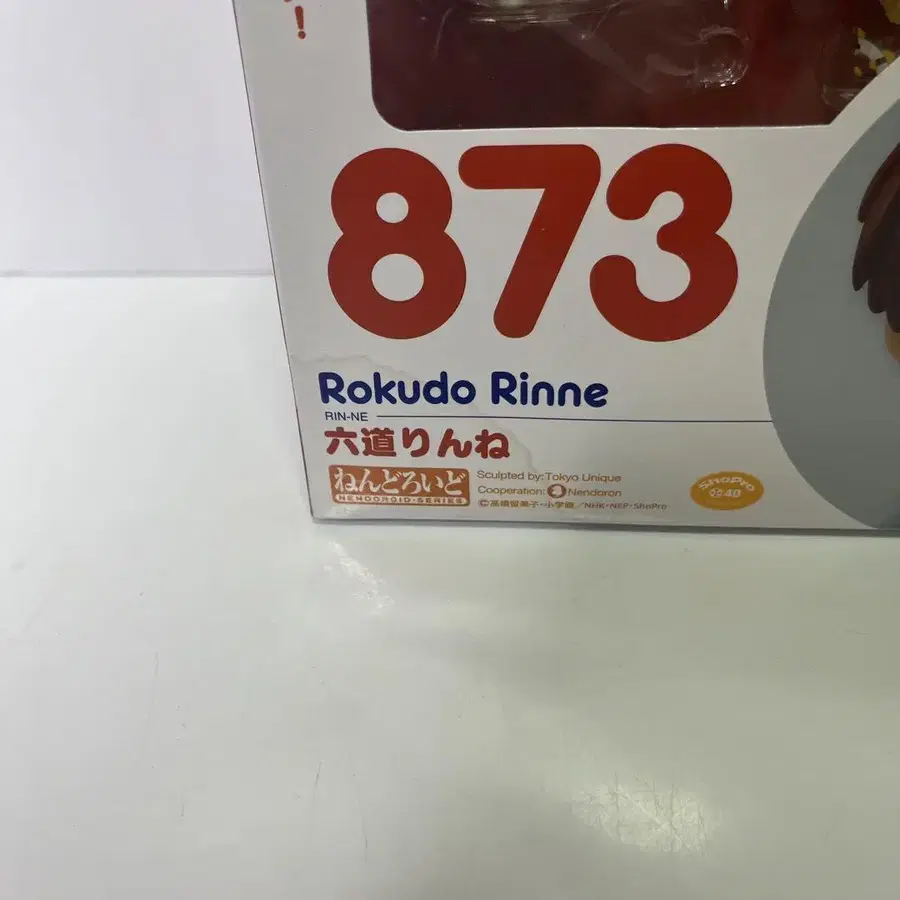 !
873
Rokudo Rinne
RIN-NE
六道りんね
ねんどろいど
NENDOROID-SERIES
Sculpted by: Tokyo Unique
Cooperation: Nendoron
©高橋留美子・小学館／NHK・NEP・ShoPro
ShoPro
40